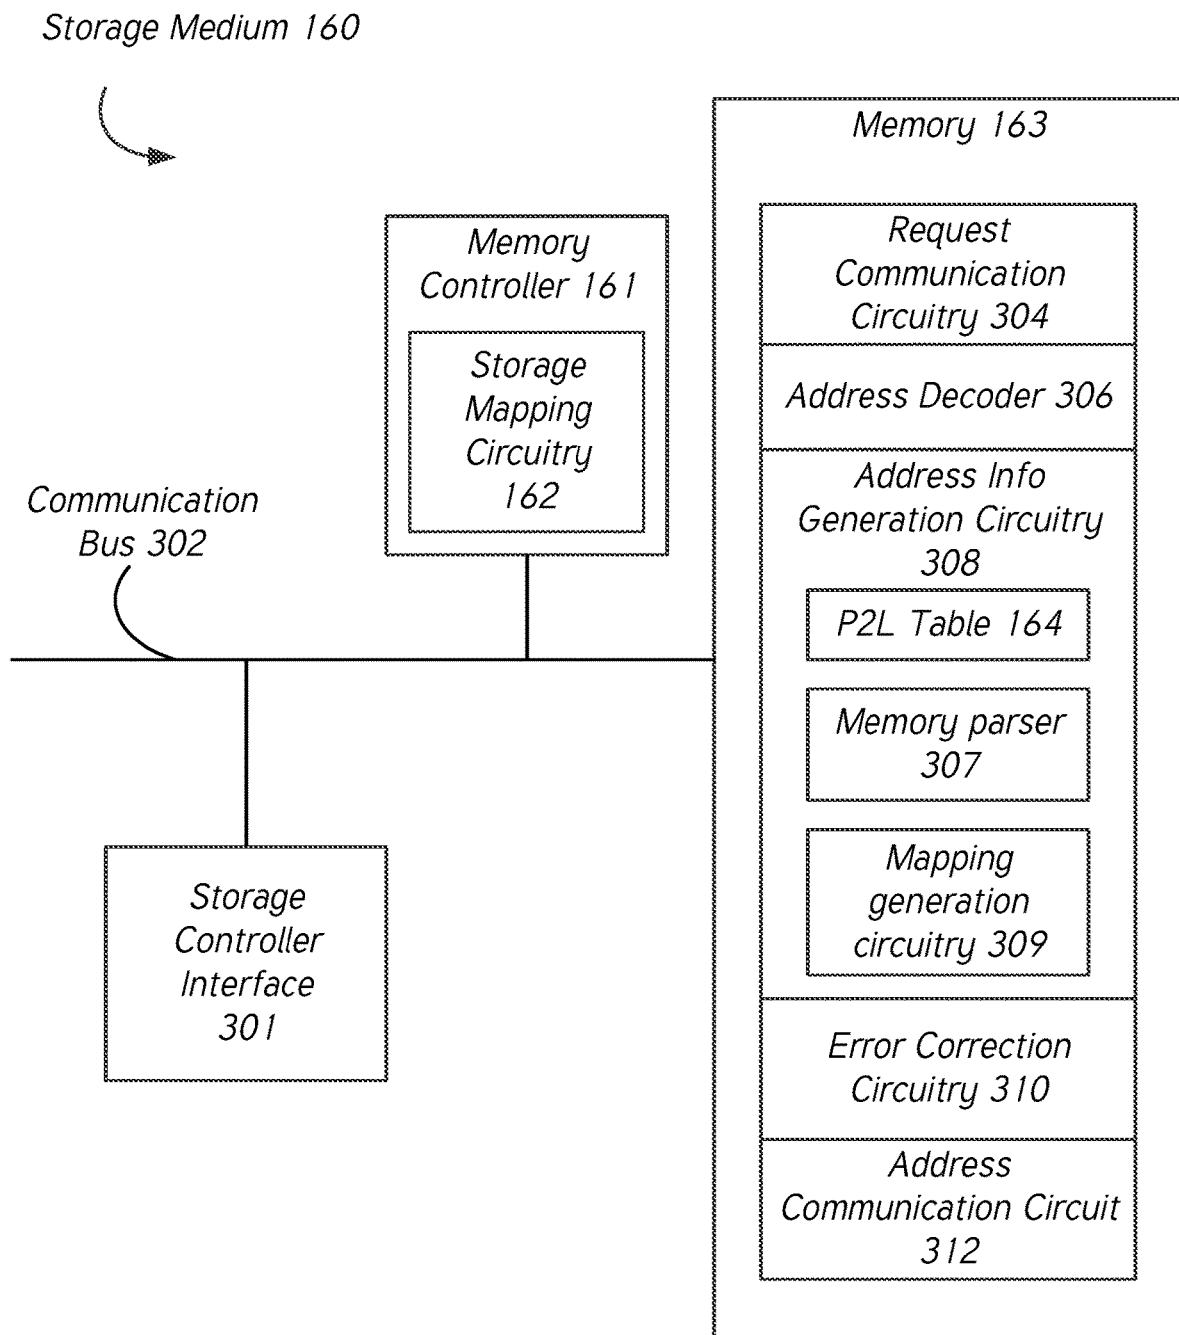 Storage Medium 160
Memory 163
Request
Communication
Circuitry 304
Memory
Controller 161
Storage
Mapping
Circuitry
162
Address Decoder 306
Address Info
Generation Circuitry
308
Communication
Bus 302
P2L Table 164
Memory parser
307
Mapping
generation
circuitry 309
Storage
Controller
Interface
301
Error Correction
Circuitry 310
Address
Communication Circuit
312